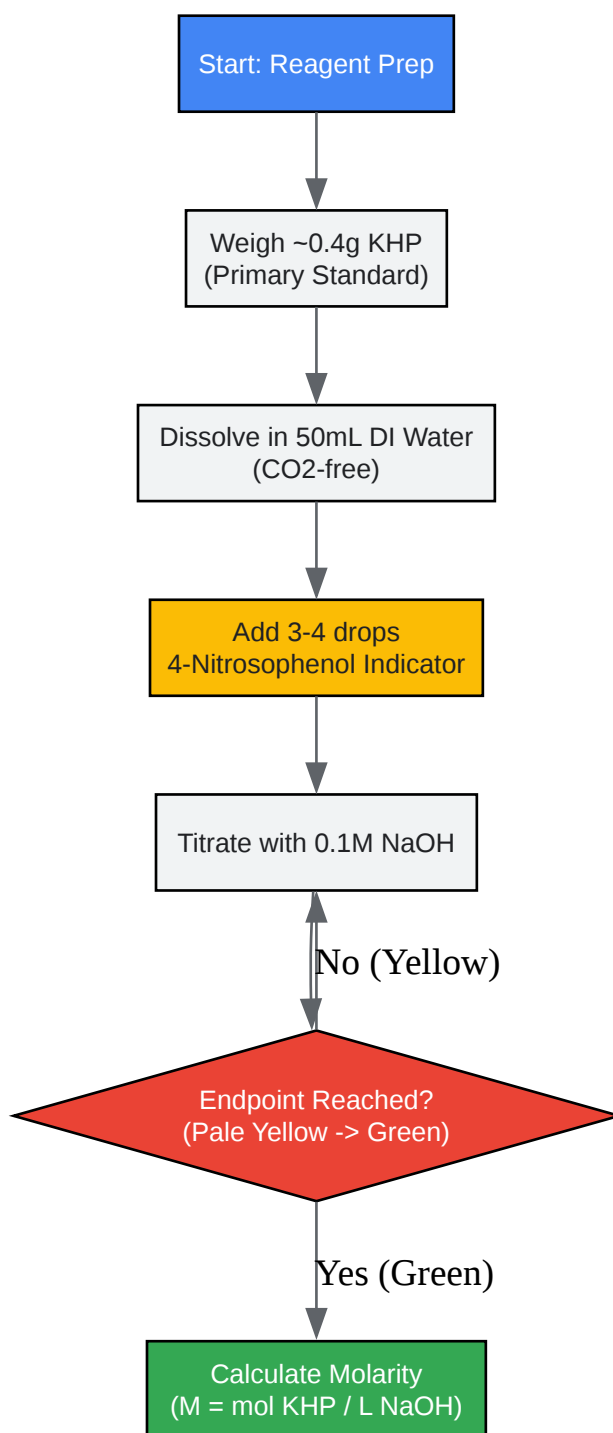 Start: Reagent Prep
Weigh ~0.4g KHP
(Primary Standard)
Dissolve in 50mL DI Water
(CO2-free)
Add 3-4 drops
4-Nitrosophenol Indicator
Titrate with 0.1M NaOH
No (Yellow)
Endpoint Reached?
(Pale Yellow -> Green)
Yes (Green)
Calculate Molarity
(M = mol KHP / L NaOH)